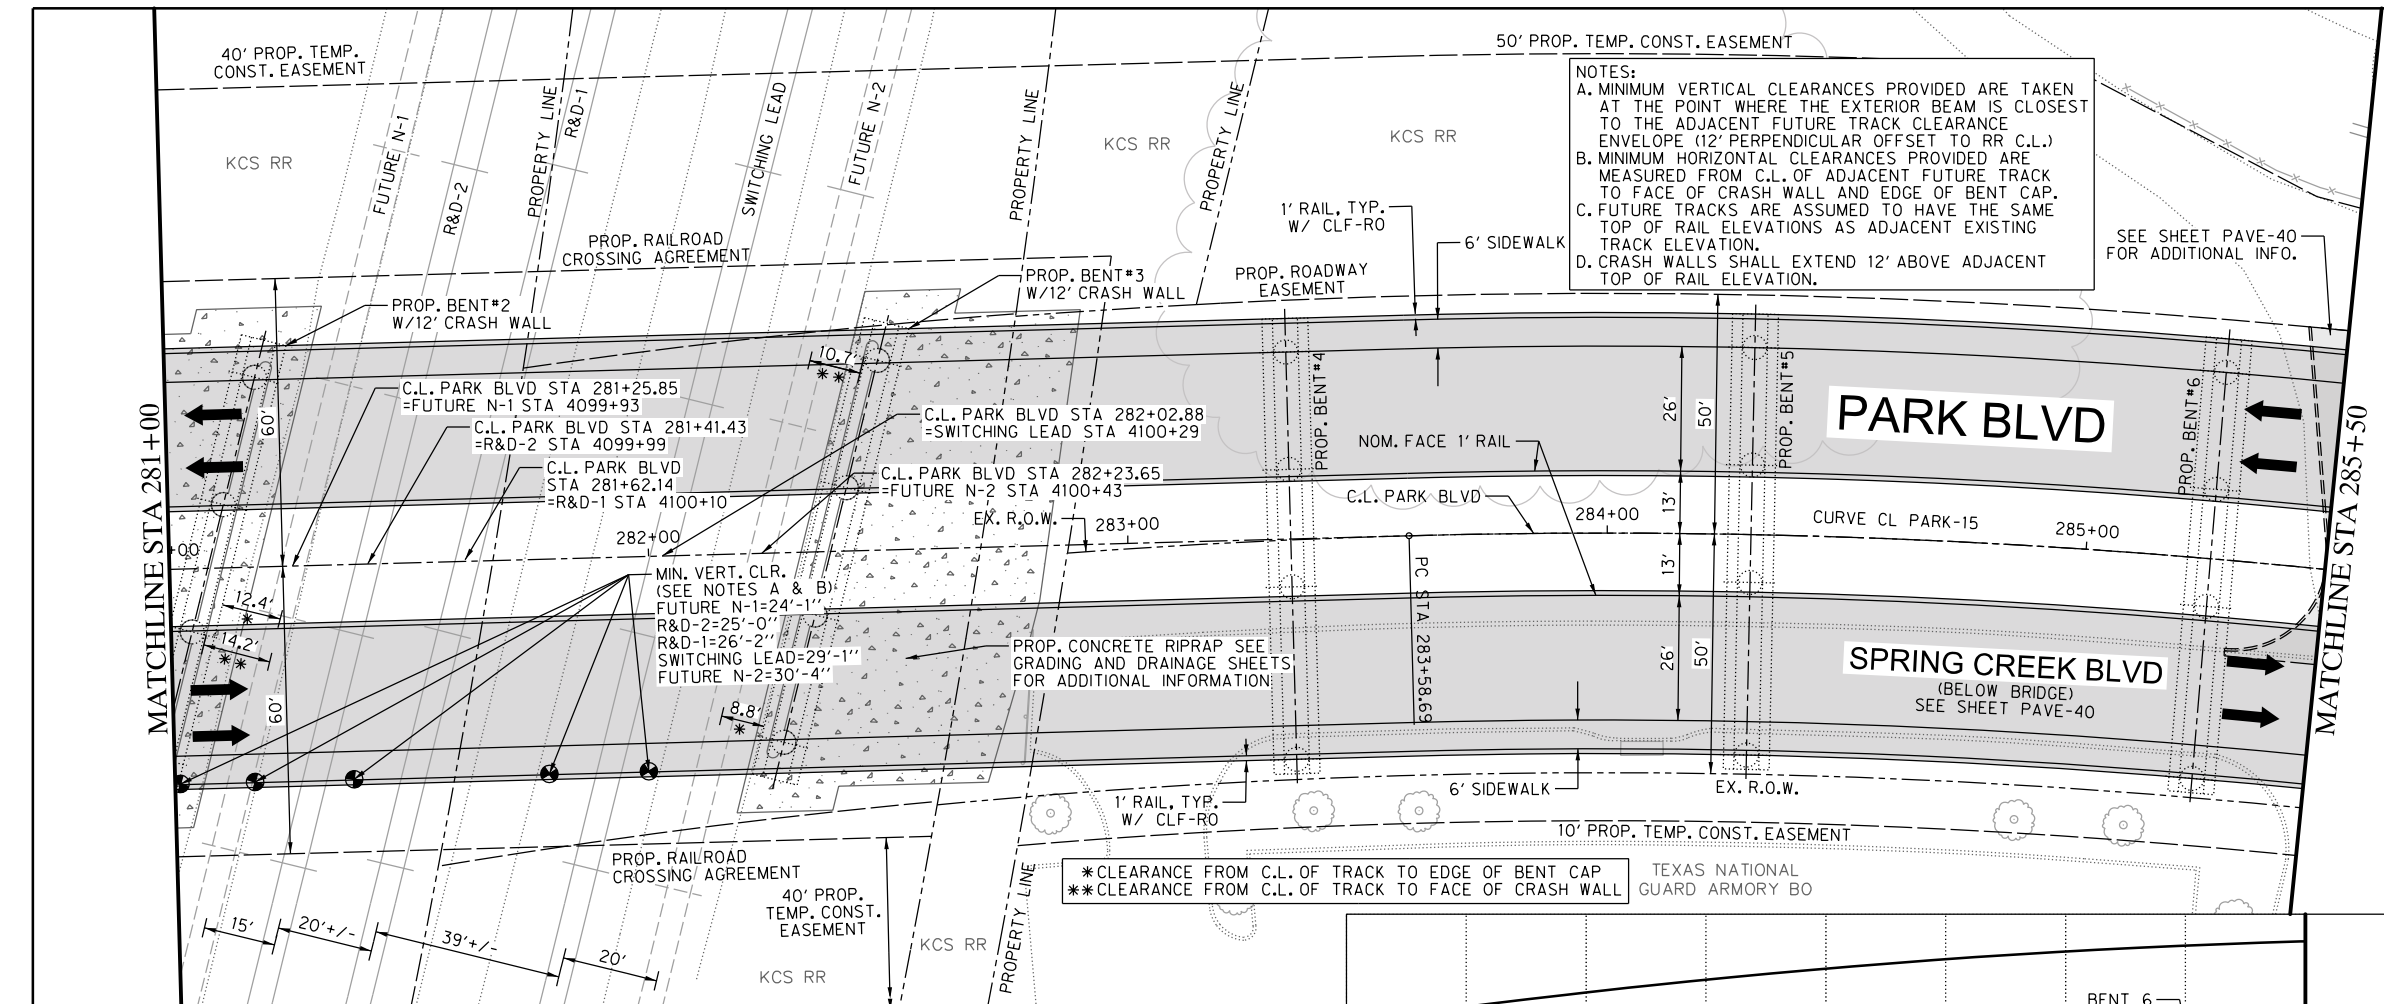 40' PROP. TEMP.
CONST. EASEMENT
50' PROP. TEMP. CONST. EASEMENT
NOTES:
A. MINIMUM VERTICAL CLEARANCES PROVIDED ARE TAKEN
AT THE POINT WHERE THE EXTERIOR BEAM IS CLOSEST
TO THE ADJACENT FUTURE TRACK CLEARANCE
ENVELOPE (12' PERPENDICULAR OFFSET TO RR C.L.)
B. MINIMUM HORIZONTAL CLEARANCES PROVIDED ARE
MEASURED FROM C.L. OF ADJACENT FUTURE TRACK
TO FACE OF CRASH WALL AND EDGE OF BENT CAP.
C. FUTURE TRACKS ARE ASSUMED TO HAVE THE SAME
TOP OF RAIL ELEVATIONS AS ADJACENT EXISTING
TRACK ELEVATION.
D. CRASH WALLS SHALL EXTEND 12' ABOVE ADJACENT
TOP OF RAIL ELEVATION.
KCS RR
FUTURE N-1
R&D-2
PROPERTY LINE
R&D-1
SWITCHING LEAD
FUTURE N-2
PROPERTY LINE
KCS RR
PROPERTY LINE
KCS RR
1' RAIL, TYP.
W/ CLF-RO
6' SIDEWALK
SEE SHEET PAVE-40
FOR ADDITIONAL INFO.
PROP. RAILROAD
CROSSING AGREEMENT
PROP. BENT#3
W/12' CRASH WALL
PROP. ROADWAY
EASEMENT
PROP. BENT#2
W/12' CRASH WALL
10.7'
**
60'
C.L. PARK BLVD STA 281+25.85
=FUTURE N-1 STA 4099+93
C.L. PARK BLVD STA 281+41.43
=R&D-2 STA 4099+99
C.L. PARK BLVD
STA 281+62.14
=R&D-1 STA 4100+10
C.L. PARK BLVD STA 282+02.88
=SWITCHING LEAD STA 4100+29
C.L. PARK BLVD STA 282+23.65
=FUTURE N-2 STA 4100+43
PROP. BENT#4
NOM. FACE 1' RAIL
26'
50'
PROP. BENT#5
PARK BLVD
PROP. BENT#6
MATCHLINE STA 281+00
MATCHLINE STA 285+50
C.L. PARK BLVD
13'
+00
282+00
EX. R.O.W.
283+00
284+00
CURVE CL PARK-15
285+00
MIN. VERT. CLR.
(SEE NOTES A & B)
FUTURE N-1=24'-1''
R&D-2=25'-0''
R&D-1=26'-2''
SWITCHING LEAD=29'-1''
FUTURE N-2=30'-4''
12.4'
*
14.2'
**
60'
8.8'
*
PROP. CONCRETE RIPRAP SEE
GRADING AND DRAINAGE SHEETS
FOR ADDITIONAL INFORMATION
PC STA 283+58.69
13'
26'
50'
SPRING CREEK BLVD
(BELOW BRIDGE)
SEE SHEET PAVE-40
1' RAIL, TYP.
W/ CLF-RO
6' SIDEWALK
EX. R.O.W.
10' PROP. TEMP. CONST. EASEMENT
PROP. RAILROAD
CROSSING AGREEMENT
40' PROP.
TEMP. CONST.
EASEMENT
PROPERTY LINE
*CLEARANCE FROM C.L. OF TRACK TO EDGE OF BENT CAP
**CLEARANCE FROM C.L. OF TRACK TO FACE OF CRASH WALL
TEXAS NATIONAL
GUARD ARMORY BO
15'
20'+/-
39'+/-
20'
KCS RR
KCS RR
BENT 6